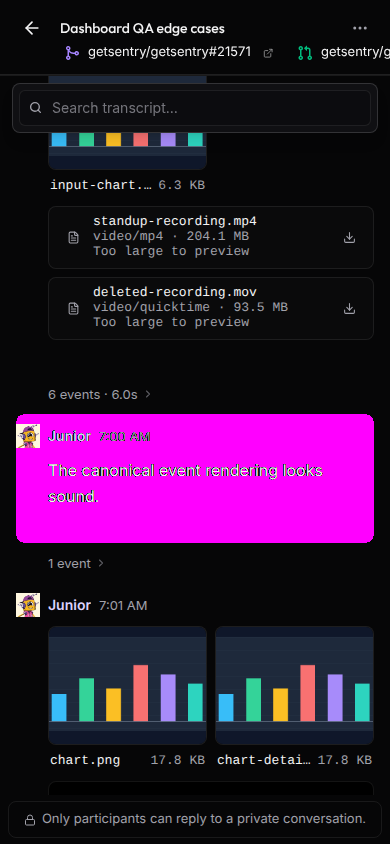 Dashboard QA edge cases
getsentry/getsentry#21571 getsentry/g
Search transcript...
input-chart.… 6.3 KB
standup-recording.mp4
video/mp4 · 204.1 MB
Too large to preview
deleted-recording.mov
video/quicktime · 93.5 MB
Too large to preview
6 events · 6.0s
Junior 7:00 AM
The canonical event rendering looks
sound.
1 event
Junior 7:01 AM
chart.png 17.8 KB chart-detai… 17.8 KB
Only participants can reply to a private conversation.